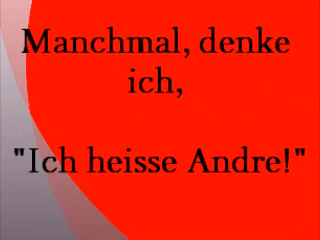 Manchmal, denke
ich,
"Ich heisse Andre!"